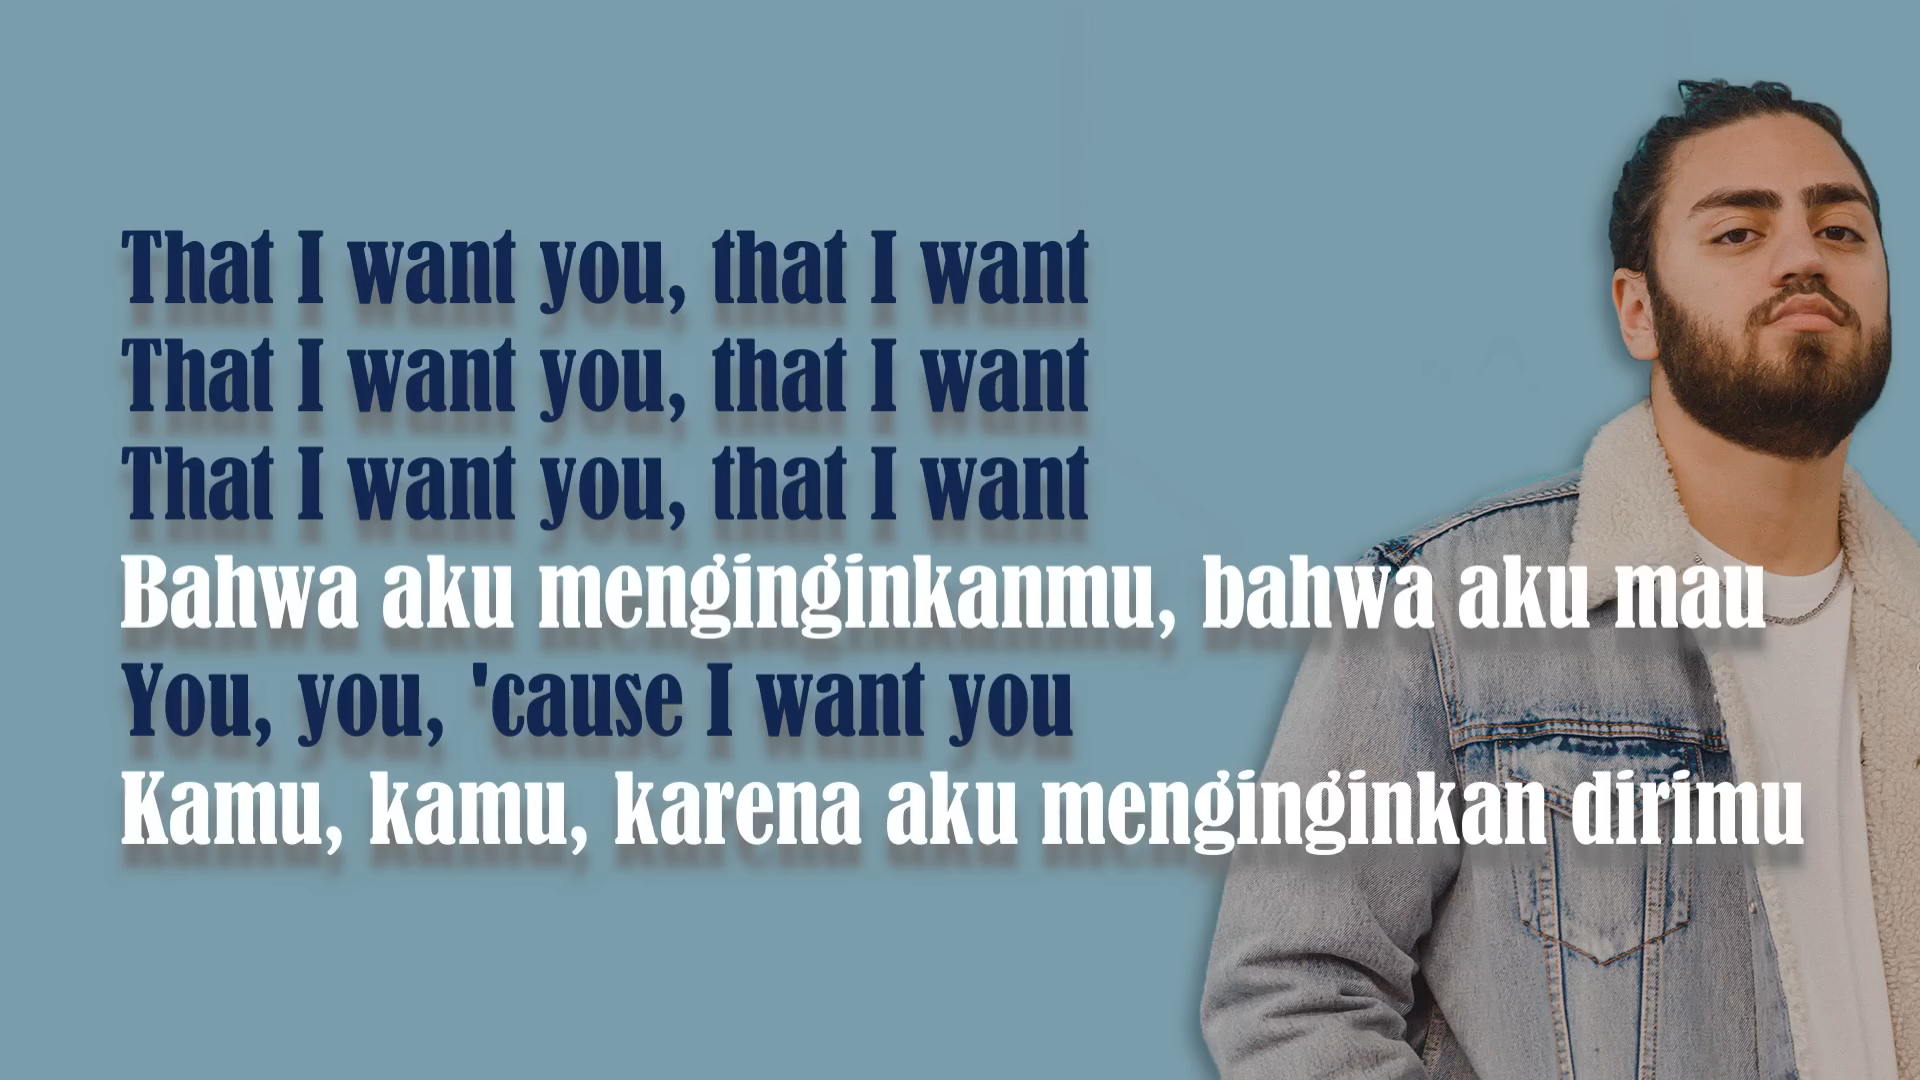 That I want you, that I want
That I want you, that I want
That I want you, that I want
Bahwa aku menginginkanmu, bahwa aku mau
You, you, 'cause I want you
Kamu, kamu, karena aku menginginkan dirimu